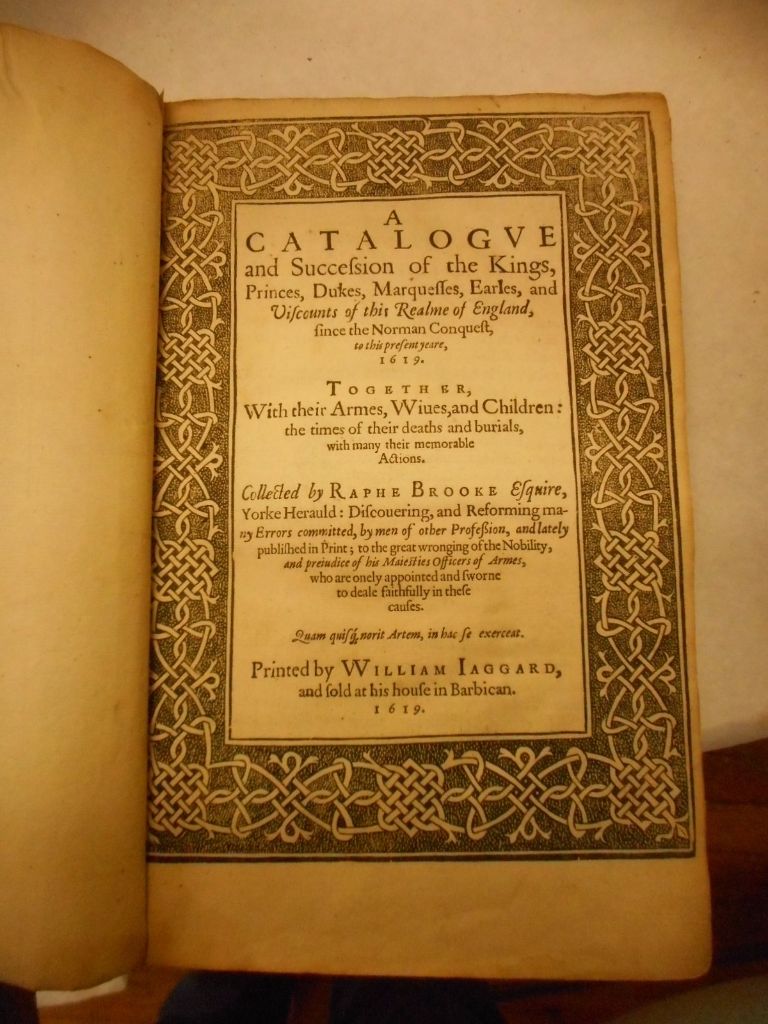 A
CATALOGVE
and Succeſsion of the Kings,
Princes, Dukes, Marqueſſes, Earles, and
Viſcounts of this Realme of England,
ſince the Norman Conqueſt,
to this preſent yeare,
1619.
TOGETHER,
With their Armes, Wiues, and Children:
the times of their deaths and burials,
with many their memorable
Actions.
Collected by RAPHE BROOKE Eſquire,
Yorke Herauld: Diſcouering, and Reforming ma-
ny Errors committed, by men of other Profeſsion, and lately
publiſhed in Print; to the great wronging of the Nobility,
and preiudice of his Maieſties Officers of Armes,
who are onely appointed and ſworne
to deale faithfully in theſe
cauſes.
Quam quiſq́, norit Artem, in hac ſe exerceat.
Printed by WILLIAM IAGGARD,
and ſold at his houſe in Barbican.
1619.